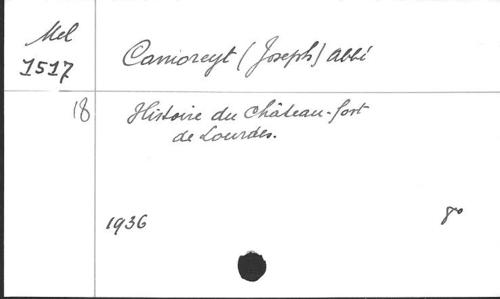 Mel
1517
Camoreyt (Joseph) abbé
18
Histoire du Château-fort
de Lourdes.
1936
8°